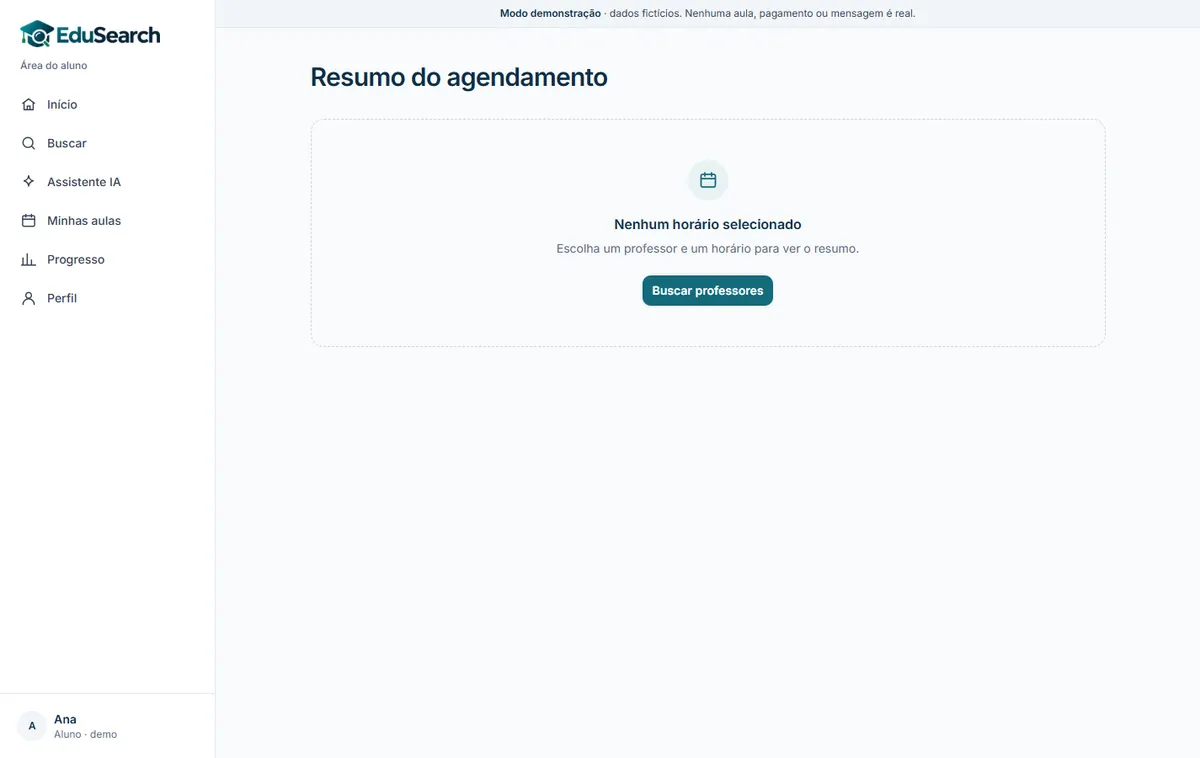 Modo demonstração · dados fictícios. Nenhuma aula, pagamento ou mensagem é real.
EduSearch
Área do aluno
Início
Buscar
Assistente IA
Minhas aulas
Progresso
Perfil
Resumo do agendamento
Nenhum horário selecionado
Escolha um professor e um horário para ver o resumo.
Buscar professores
A
Ana
Aluno · demo